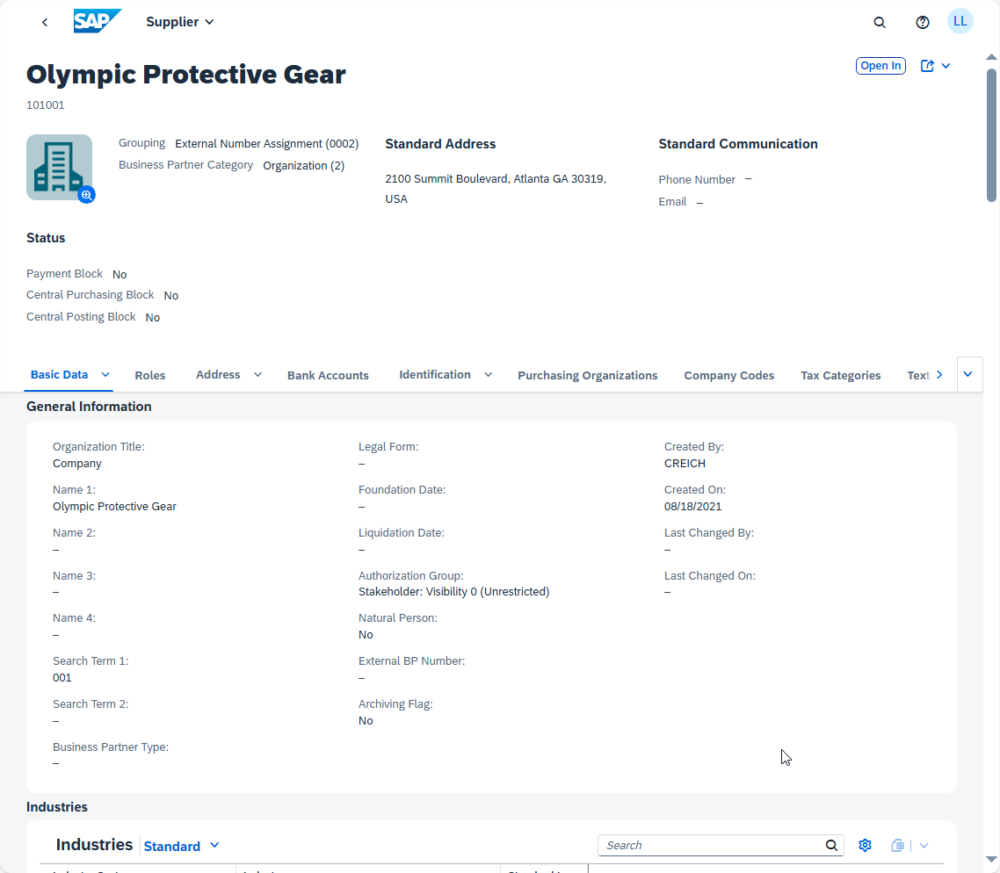 SAP Supplier
LL
Olympic Protective Gear
Open In
101001
Grouping External Number Assignment (0002)
Business Partner Category Organization (2)
Standard Address
2100 Summit Boulevard, Atlanta GA 30319,
USA
Standard Communication
Phone Number –
Email –
Status
Payment Block No
Central Purchasing Block No
Central Posting Block No
Basic Data Roles Address Bank Accounts Identification Purchasing Organizations Company Codes Tax Categories Text
General Information
Organization Title:
Company
Name 1:
Olympic Protective Gear
Name 2:
–
Name 3:
–
Name 4:
–
Search Term 1:
001
Search Term 2:
–
Business Partner Type:
–
Legal Form:
–
Foundation Date:
–
Liquidation Date:
–
Authorization Group:
Stakeholder: Visibility 0 (Unrestricted)
Natural Person:
No
External BP Number:
–
Archiving Flag:
No
Created By:
CREICH
Created On:
08/18/2021
Last Changed By:
–
Last Changed On:
–
Industries
Industries Standard
Search